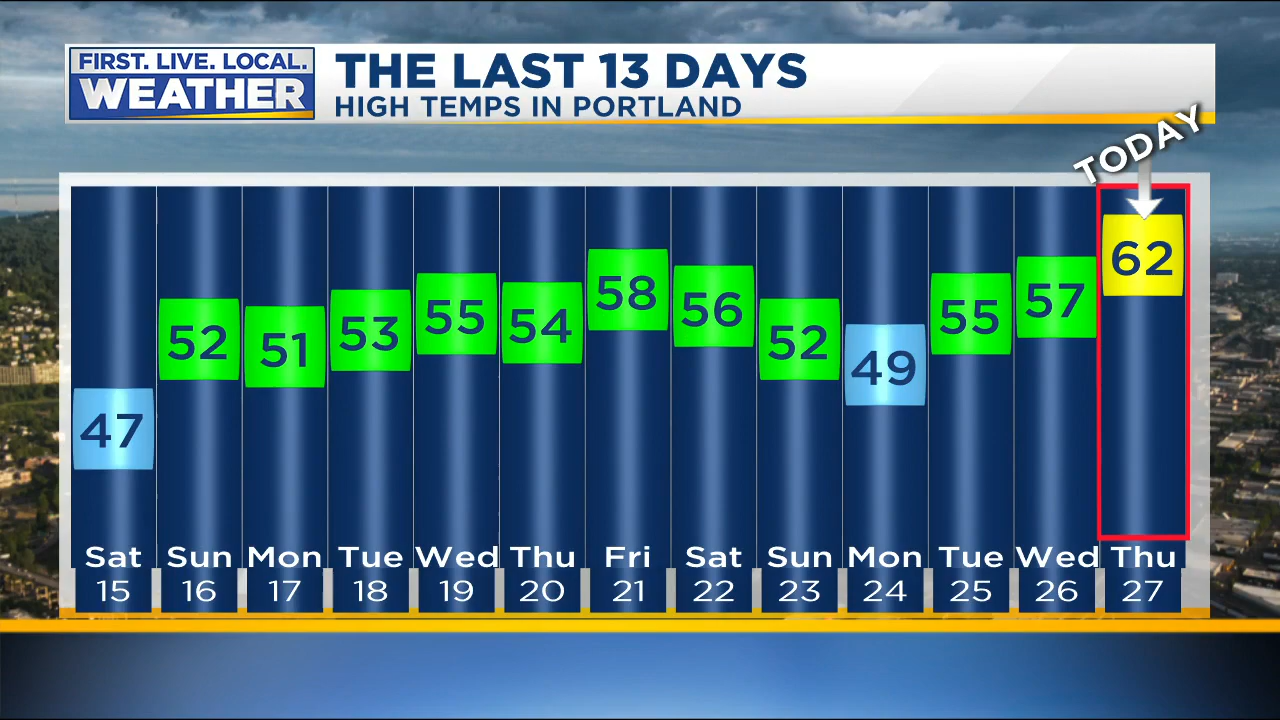 FIRST. LIVE. LOCAL.
WEATHER
THE LAST 13 DAYS
HIGH TEMPS IN PORTLAND
TODAY
47 52 51 53 55 54 58 56 52 49 55 57 62
Sat Sun Mon Tue Wed Thu Fri Sat Sun Mon Tue Wed Thu
15 16 17 18 19 20 21 22 23 24 25 26 27